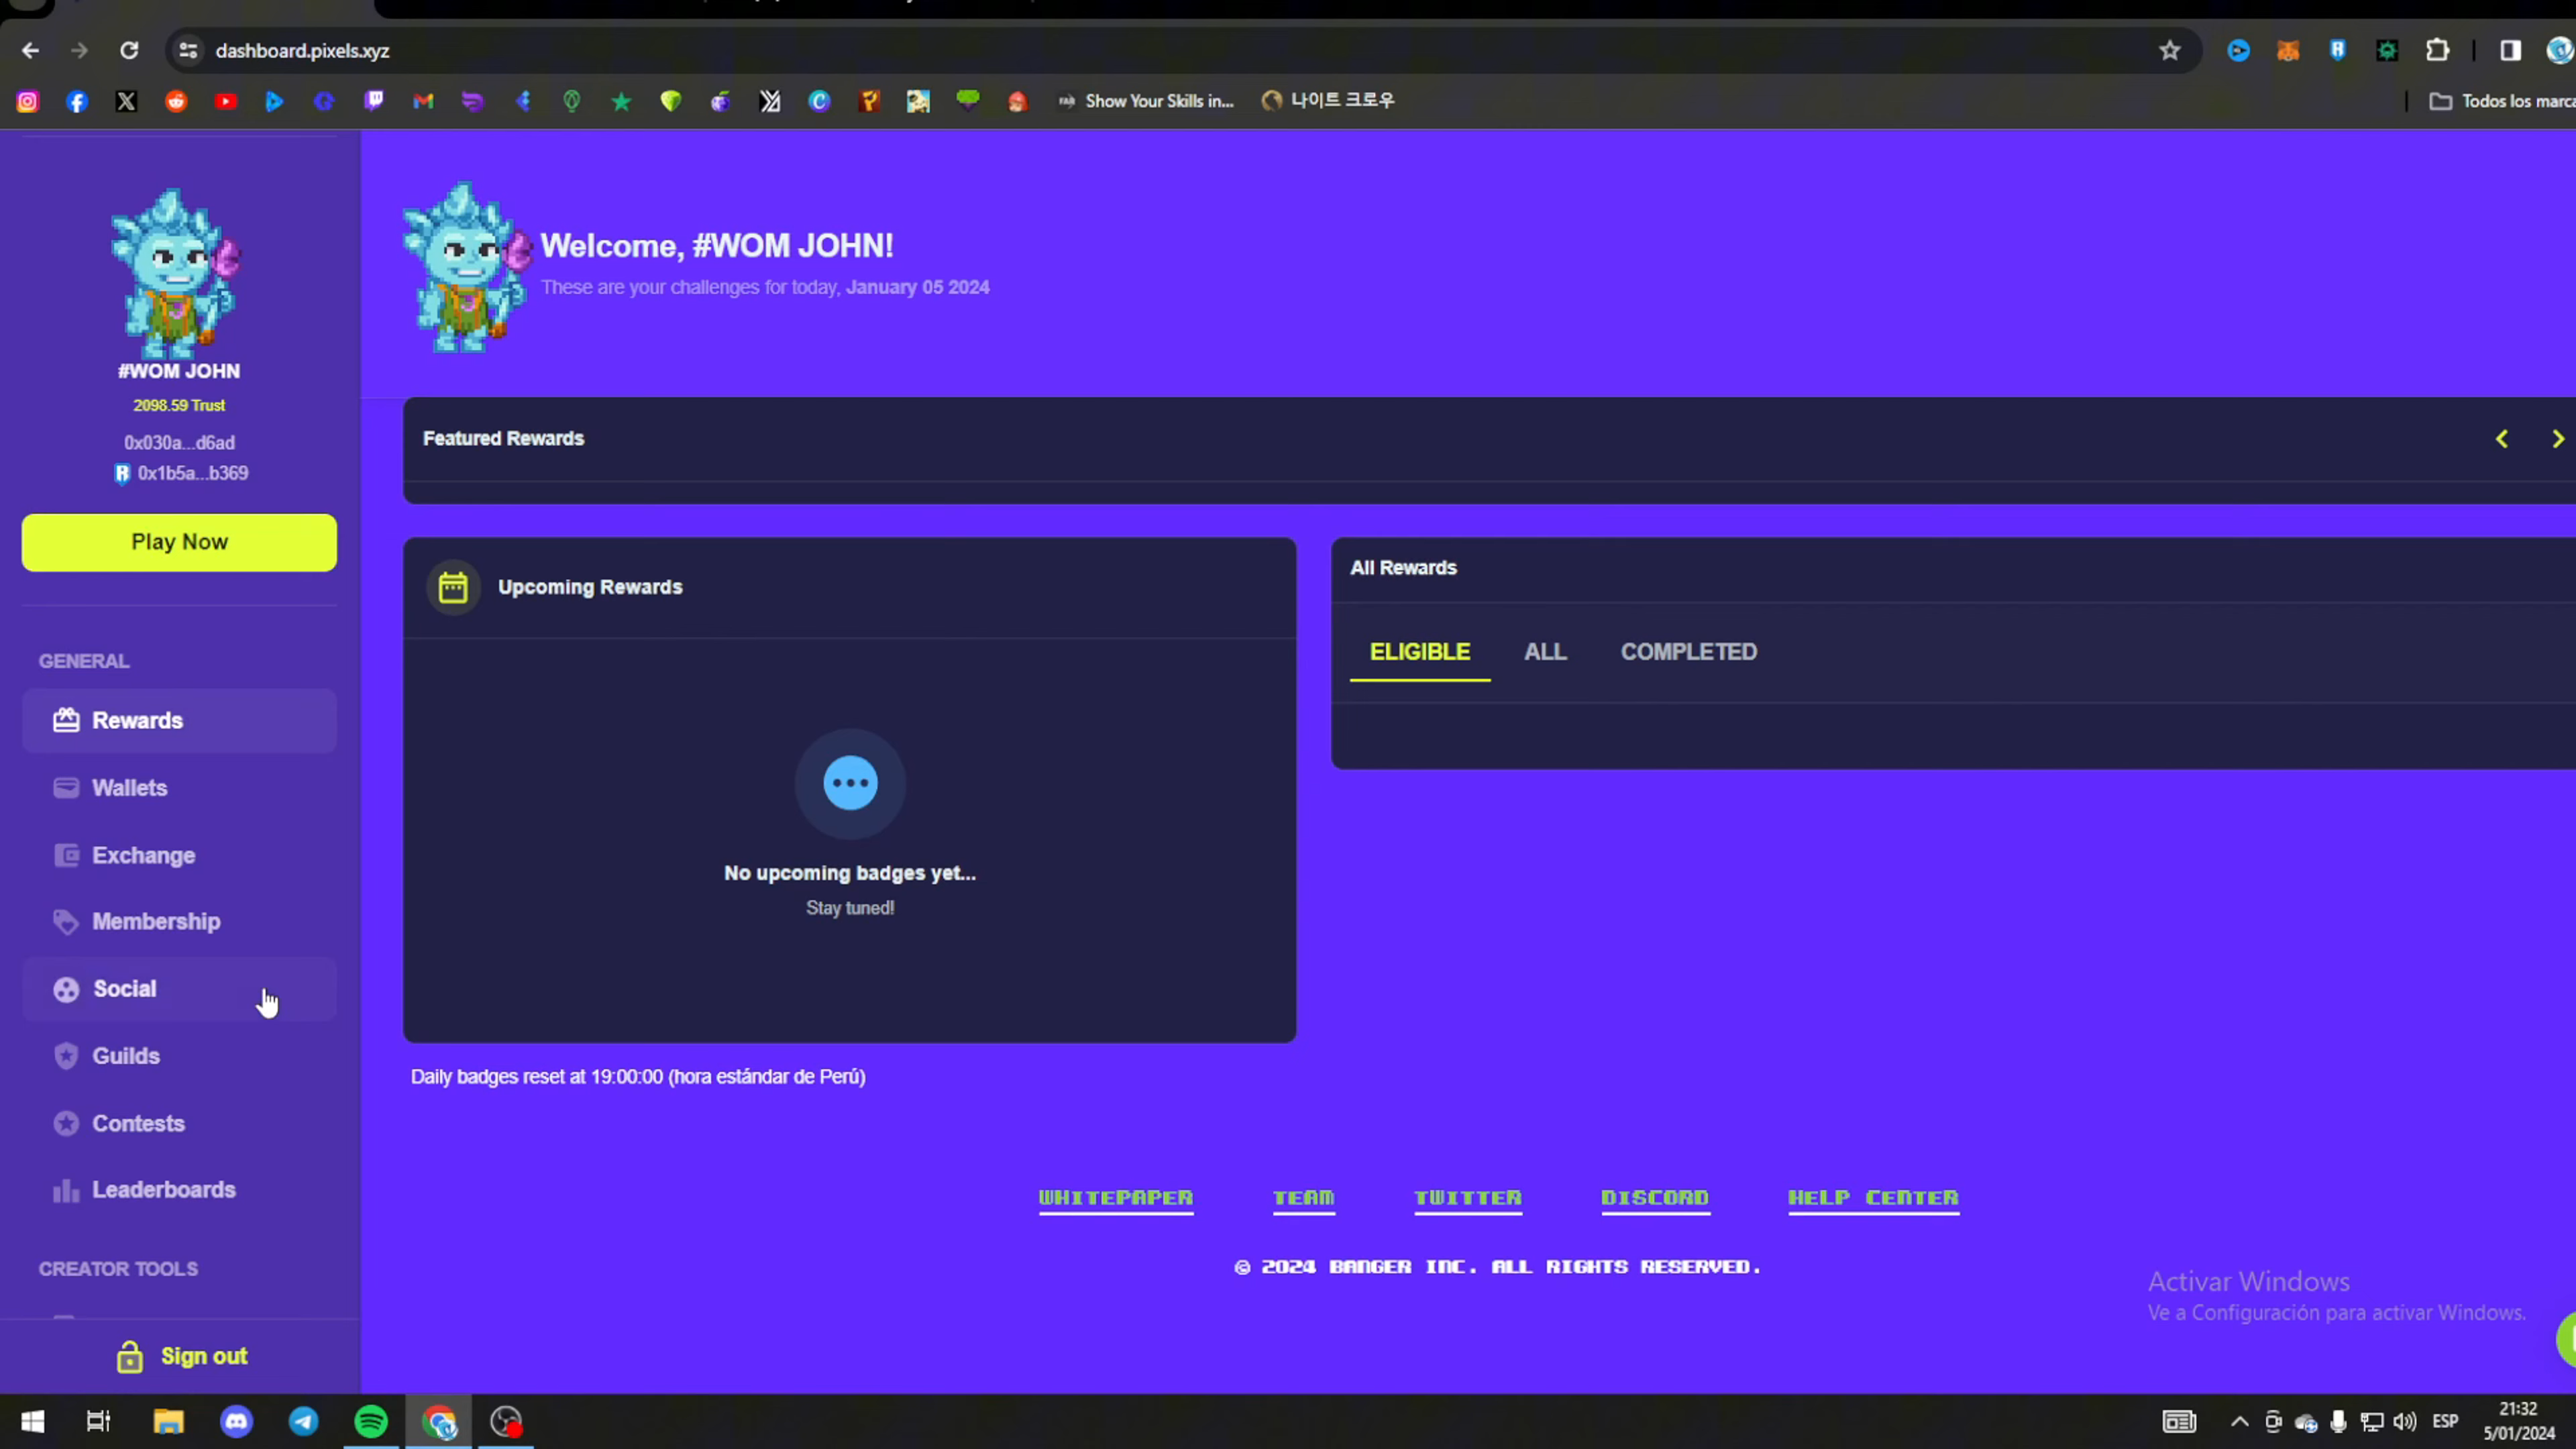 dashboard.pixels.xyz
Show Your Skills in...
나이트 크로우
Todos los marca
#WOM JOHN
2098.59 Trust
0x030a...d6ad
0x1b5a...b369
Play Now
GENERAL
Rewards
Wallets
Exchange
Membership
Social
Guilds
Contests
Leaderboards
CREATOR TOOLS
Sign out
Welcome, #WOM JOHN!
These are your challenges for today, January 05 2024
Featured Rewards
Upcoming Rewards
No upcoming badges yet...
Stay tuned!
All Rewards
ELIGIBLE ALL COMPLETED
Daily badges reset at 19:00:00 (hora estándar de Perú)
WHITEPAPER TEAM TWITTER DISCORD HELP CENTER
© 2024 BANGER INC. ALL RIGHTS RESERVED.
Activar Windows
Ve a Configuración para activar Windows.
ESP
21:32
5/01/2024